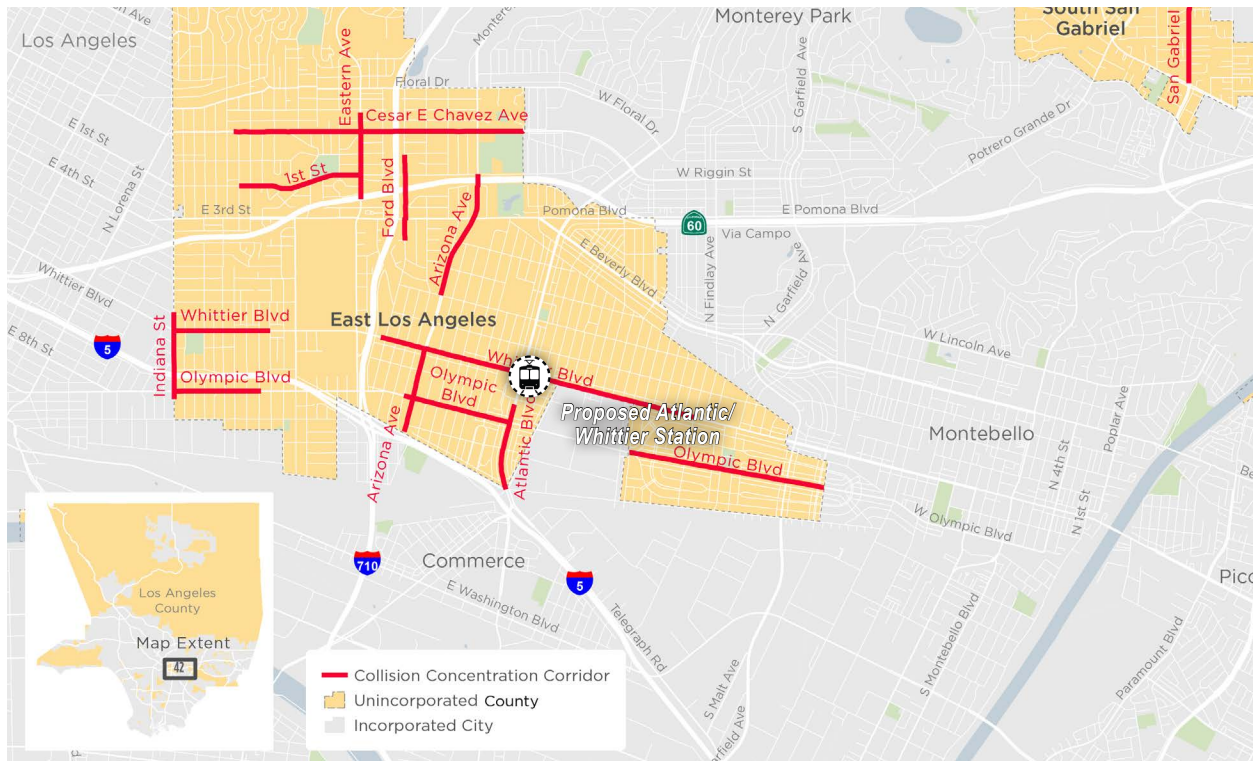 Los Angeles
Monterey Park
South San
Gabriel
San Gabriel
Eastern Ave
Floral Dr
W Floral Dr
S Garfield Ave
Potrero Grande Dr
Cesar E Chavez Ave
E 1st St
E 4th St
N Lorena St
1st St
Ford Blvd
Arizona Ave
W Riggin St
E 3rd St
Pomona Blvd
60
E Pomona Blvd
Via Campo
E Beverly Blvd
N Findlay Ave
N Garfield Ave
Whittier Blvd
E 8th St
5
Indiana St
Whittier Blvd
Olympic Blvd
East Los Angeles
Blvd
Olympic
Blvd
Arizona Ave
Atlantic Blvd
Proposed Atlantic/
Whittier Station
Olympic Blvd
W Lincoln Ave
Poplar Ave
Montebello
N 4th St
N 1st St
W Olympic Blvd
710
Commerce
5
E Washington Blvd
Telegraph Rd
S Malt Ave
S Montebello Blvd
Paramount Blvd
Los Angeles
County
Map Extent
42
Collision Concentration Corridor
Unincorporated County
Incorporated City